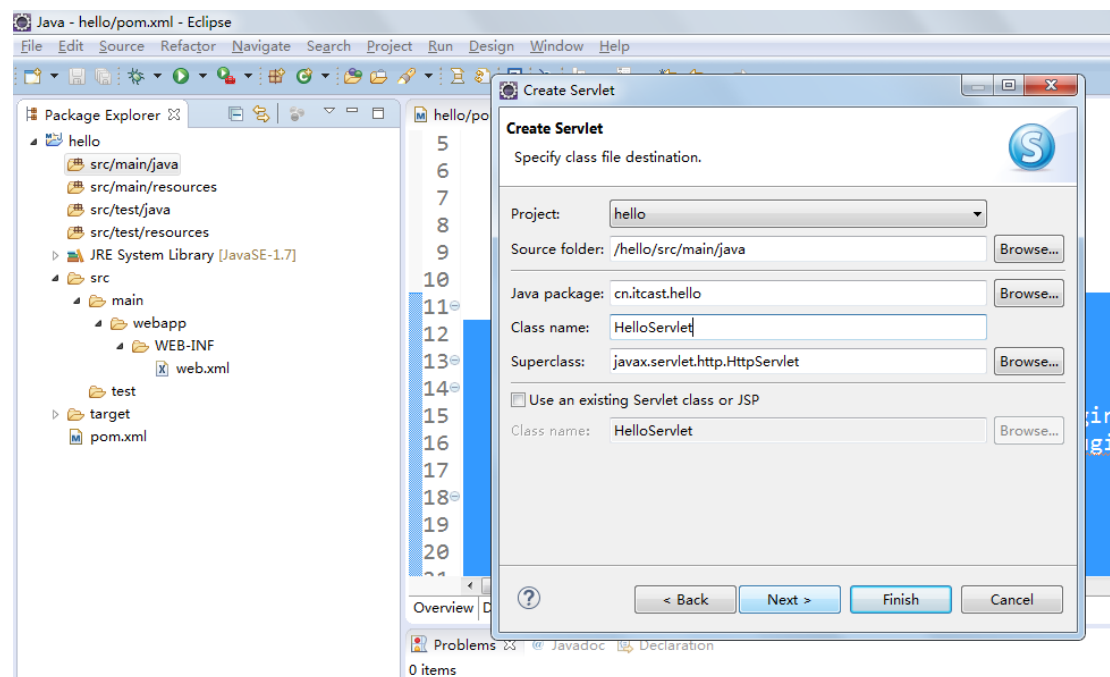 Java - hello/pom.xml - Eclipse
File Edit Source Refactor Navigate Search Project Run Design Window Help
Package Explorer
hello
src/main/java
src/main/resources
src/test/java
src/test/resources
JRE System Library [JavaSE-1.7]
src
main
webapp
WEB-INF
web.xml
test
target
pom.xml
hello/po
5
6
7
8
9
10
11
12
13
14
15
16
17
18
19
20
21
Overview D
Problems Javadoc Declaration
0 items
Create Servlet
Create Servlet
Specify class file destination.
Project: hello
Source folder: /hello/src/main/java Browse...
Java package: cn.itcast.hello Browse...
Class name: HelloServlet
Superclass: javax.servlet.http.HttpServlet Browse...
Use an existing Servlet class or JSP
Class name: HelloServlet Browse...
< Back Next > Finish Cancel